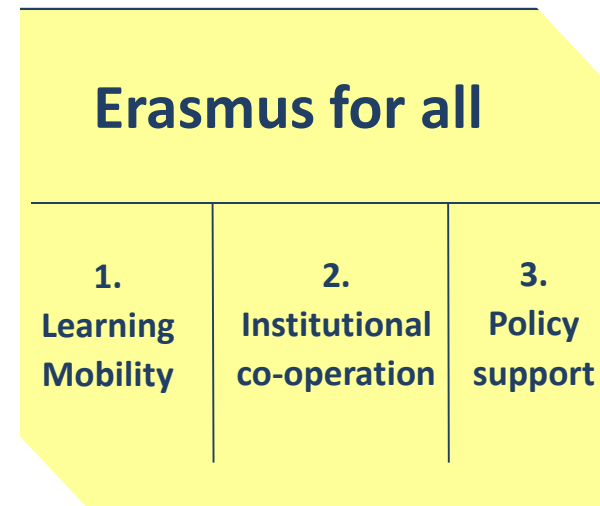 Erasmus for all
1.
Learning
Mobility
2.
Institutional
co-operation
3.
Policy
support